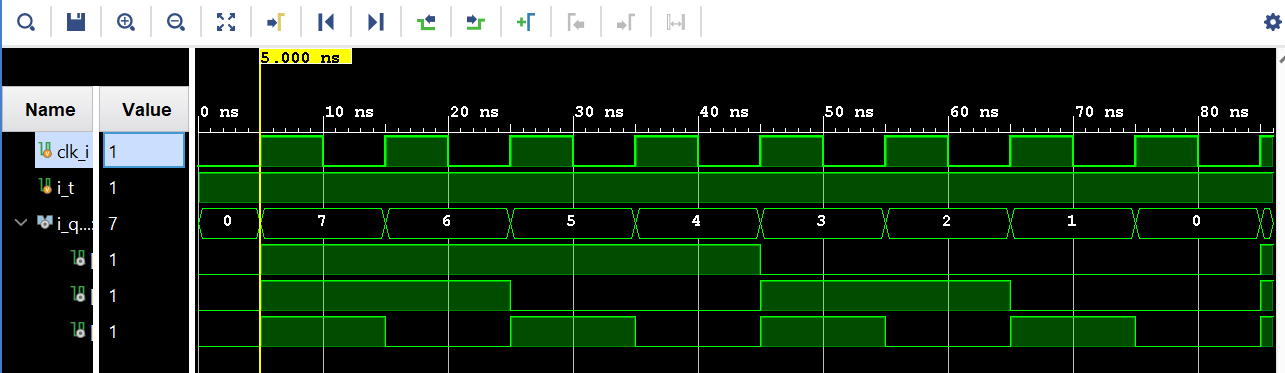 5.000 ns
Name Value
0 ns 10 ns 20 ns 30 ns 40 ns 50 ns 60 ns 70 ns 80 ns
clk_i 1
i_t 1
i_q...: 7 0 7 6 5 4 3 2 1 0
1
1
1